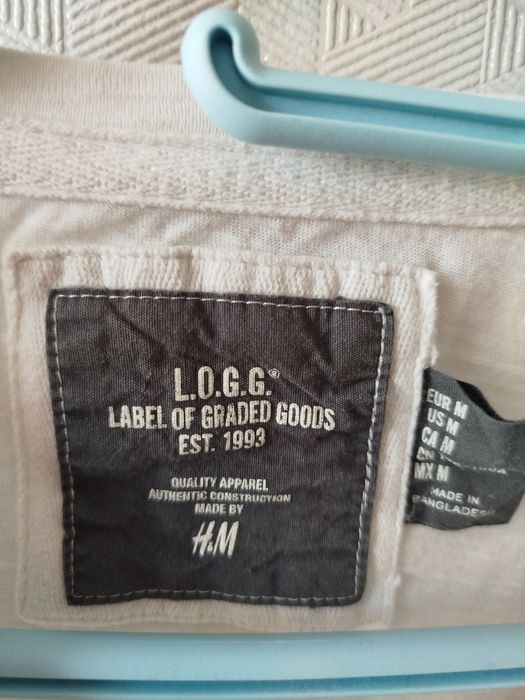 L.O.G.G.®
LABEL OF GRADED GOODS
EST. 1993
QUALITY APPAREL
AUTHENTIC CONSTRUCTION
MADE BY
H&M
EUR M
US M
CA M
CN
MX M
MADE IN
BANGLADESH